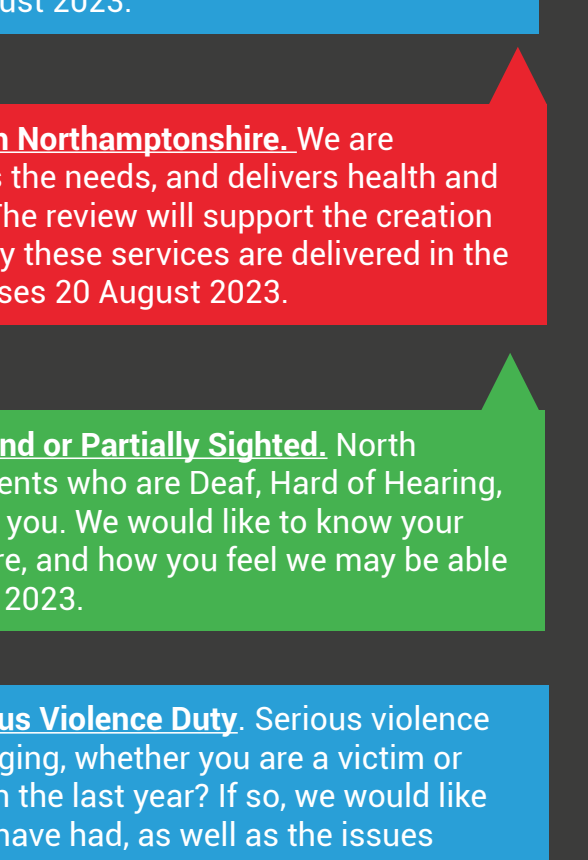 ust 2023.
n Northamptonshire. We are
s the needs, and delivers health and
The review will support the creation
y these services are delivered in the
ses 20 August 2023.
nd or Partially Sighted. North
ents who are Deaf, Hard of Hearing,
you. We would like to know your
re, and how you feel we may be able
2023.
us Violence Duty. Serious violence
ging, whether you are a victim or
n the last year? If so, we would like
have had, as well as the issues